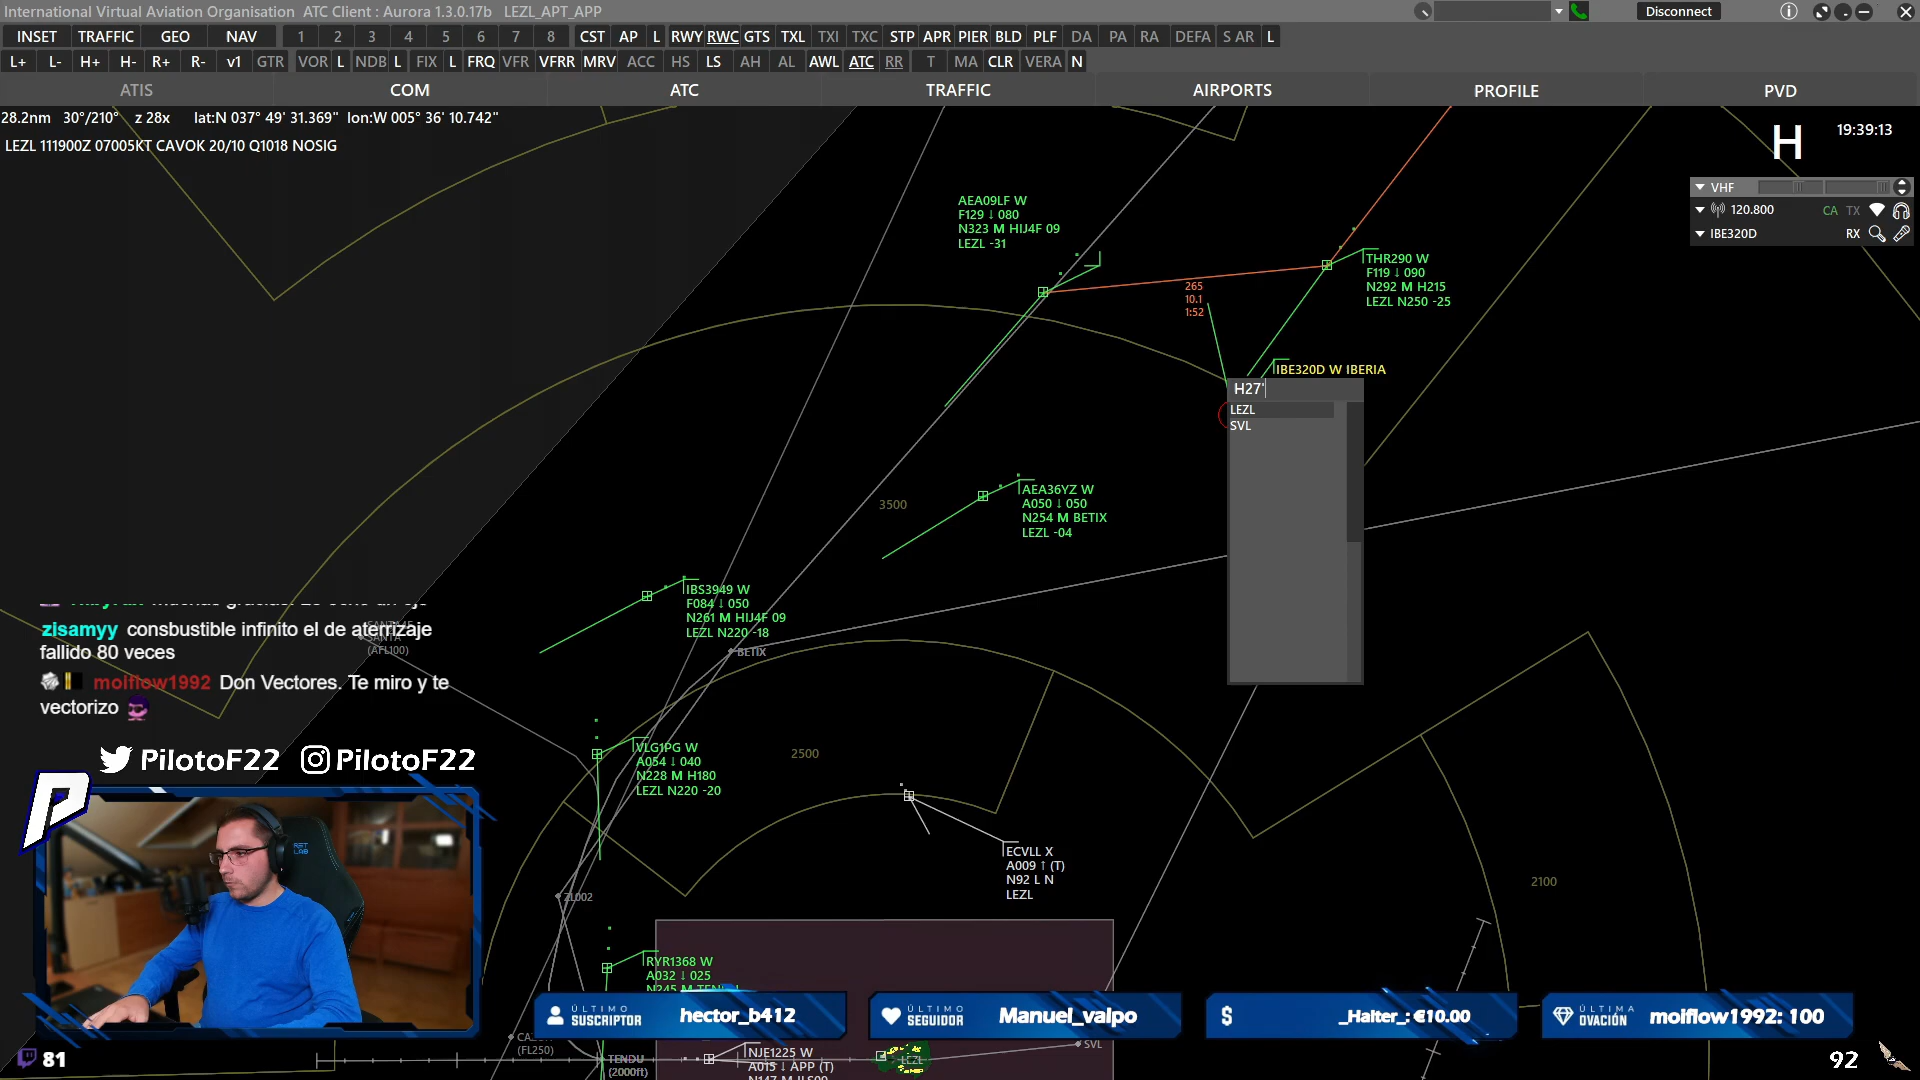 International Virtual Aviation Organisation   ATC Client : Aurora 1.3.0.17b   LEZL_APT_APP
Disconnect
INSET TRAFFIC GEO NAV 1 2 3 4 5 6 7 8 CST AP L RWY RWC GTS TXL TXI TXC STP APR PIER BLD PLF DA PA RA DEFA S AR L
L+ L- H+ H- R+ R- v1 GTR VOR L NDB L FIX L FRQ VFR VFRR MRV ACC HS LS AH AL AWL ATC RR T MA CLR VERA N
ATIS COM ATC TRAFFIC AIRPORTS PROFILE PVD
28.2nm 30°/210° z 28x lat:N 037° 49' 31.369" lon:W 005° 36' 10.742"
LEZL 111900Z 07005KT CAVOK 20/10 Q1018 NOSIG
H
19:39:13
VHF
120.800 CA TX
IBE320D RX
AEA09LF W
F129 ↓ 080
N323 M HIJ4F 09
LEZL -31
THR290 W
F119 ↓ 090
N292 M H215
LEZL N250 -25
265
10.1
1:52
IBE320D W IBERIA
H27'
LEZL
SVL
AEA36YZ W
A050 ↓ 050
N254 M BETIX
LEZL -04
3500
IBS3949 W
F084 ↓ 050
N261 M HIJ4F 09
LEZL N220 -18
BETIX
zisamyy consbustible infinito el de aterrizaje
fallido 80 veces
(AFL100)
molflow1992 Don Vectores. Te miro y te
vectorizo
PilotoF22 PilotoF22
VLG1PG W
A054 ↓ 040
N228 M H180
LEZL N220 -20
2500
ECVLL X
A009 ↑ (T)
N92 L N
LEZL
2100
ZL002
RYR1368 W
A032 ↓ 025
RFT LAB
ÚLTIMO
SUSCRIPTOR
hector_b412
ÚLTIMO
SEGUIDOR
Manuel_valpo
_Halter_: €10.00
ÚLTIMA
OVACIÓN
molflow1992: 100
(FL250)
TENDU
(2000ft)
NJE1225 W
A015 ↓ APP (T)
LEZL
SVL
81
92